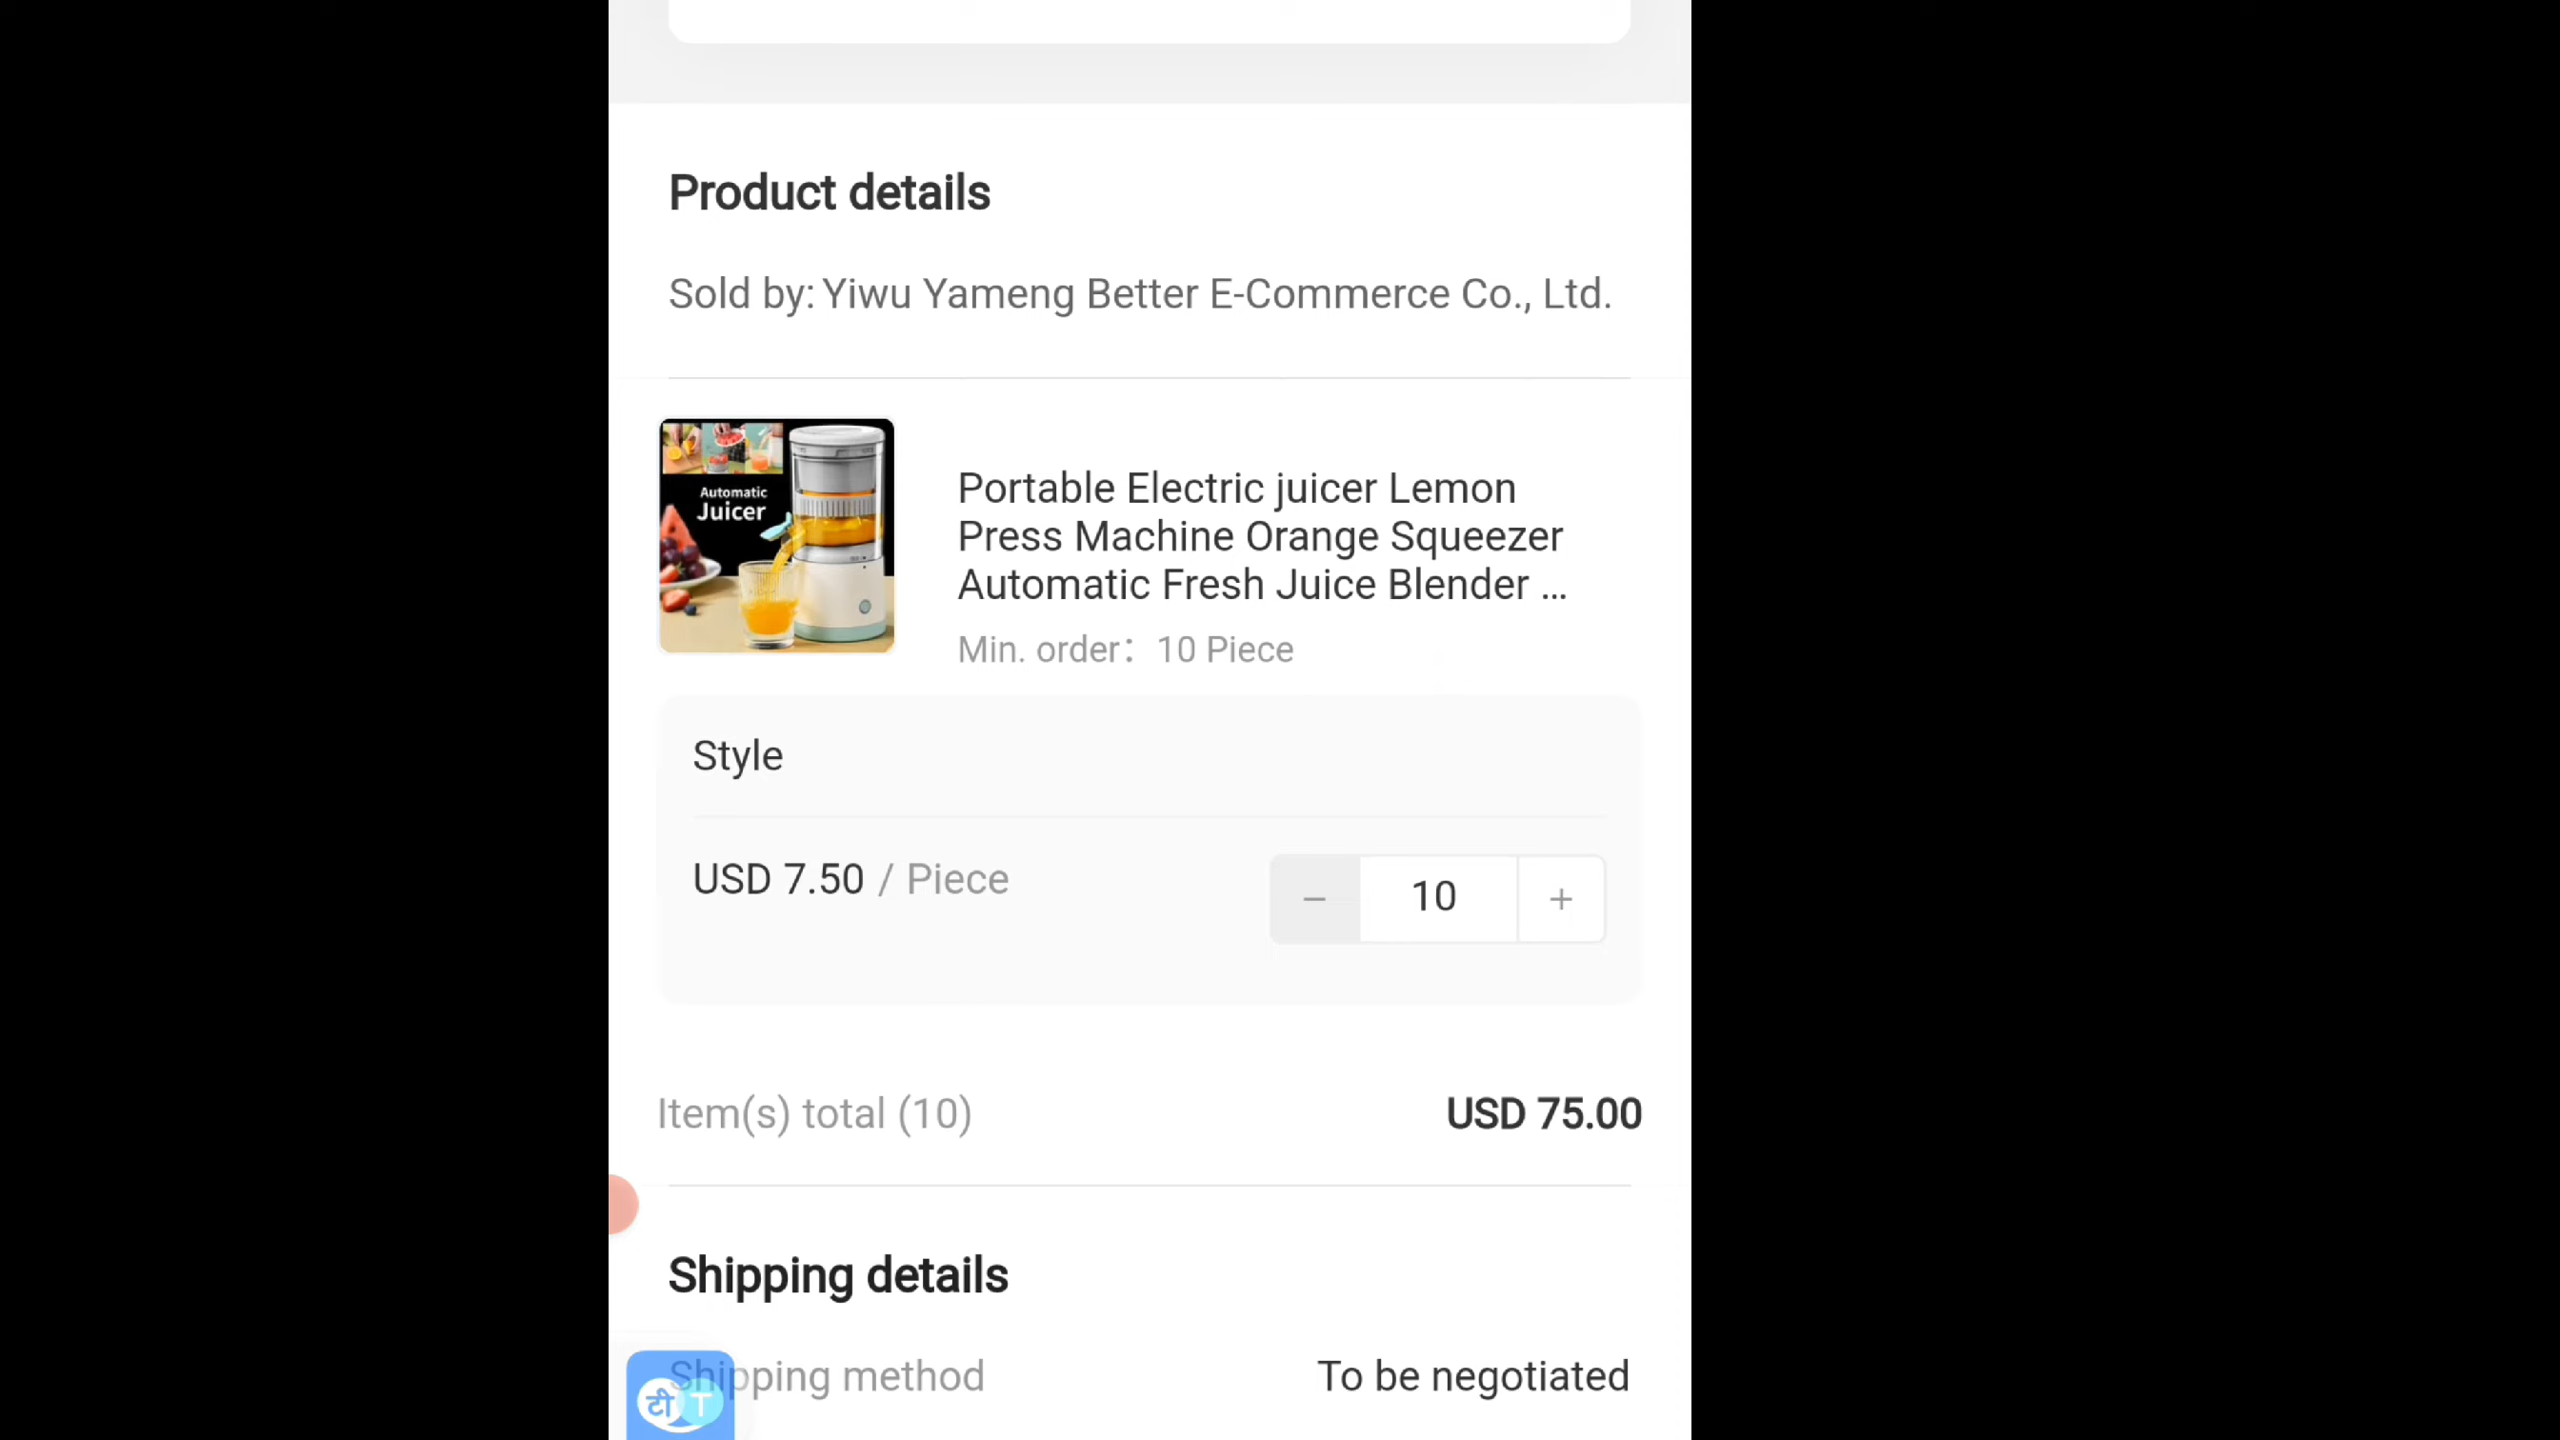 Product details
Sold by: Yiwu Yameng Better E-Commerce Co., Ltd.
Automatic
Juicer
Portable Electric juicer Lemon
Press Machine Orange Squeezer
Automatic Fresh Juice Blender ...
Min. order: 10 Piece
Style
USD 7.50 / Piece
− 10 +
Item(s) total (10) USD 75.00
Shipping details
Shipping method To be negotiated
टी T